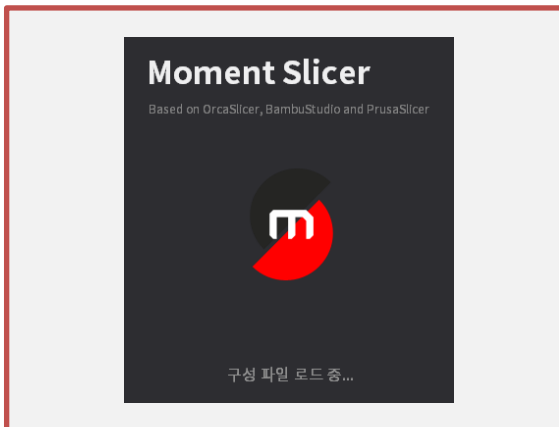 Moment Slicer
Based on OrcaSlicer, BambuStudio and PrusaSlicer
m
구성 파일 로드 중...